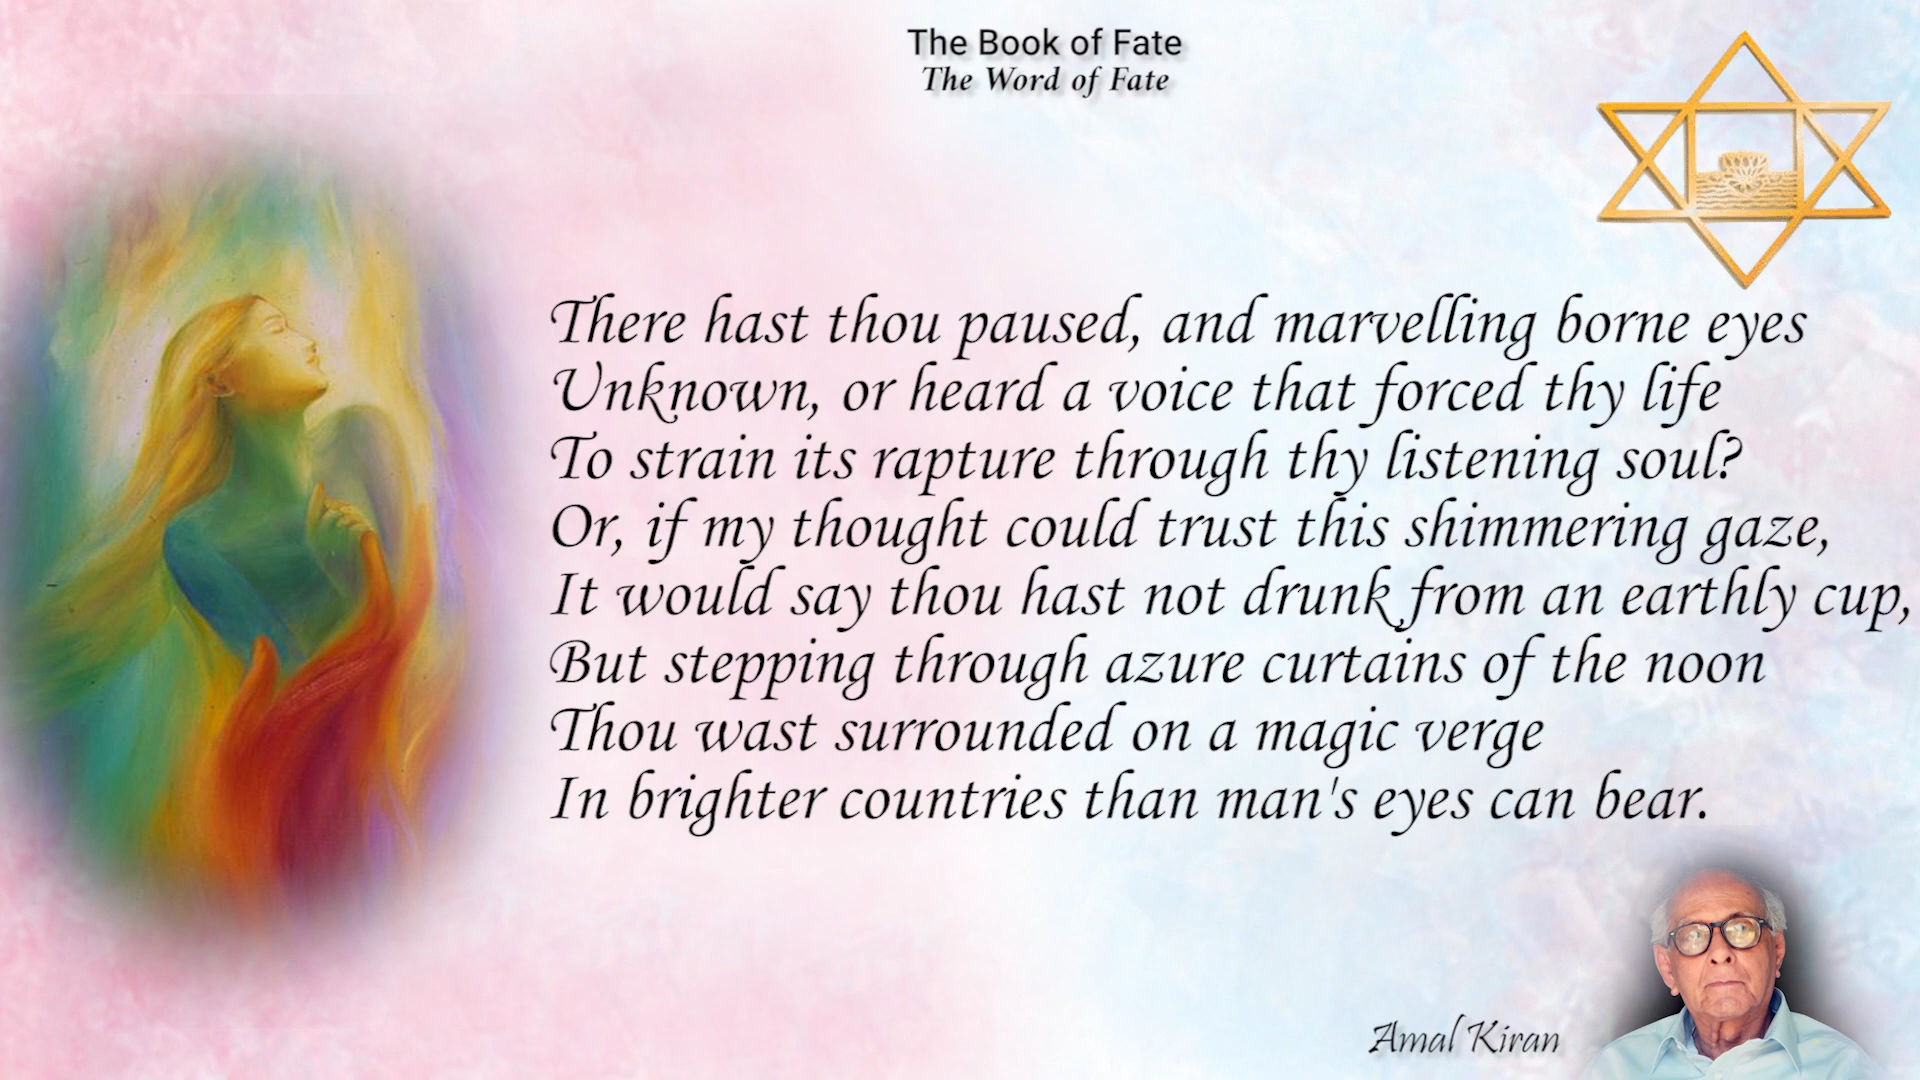 The Book of Fate
The Word of Fate
There hast thou paused, and marvelling borne eyes
Unknown, or heard a voice that forced thy life
To strain its rapture through thy listening soul?
Or, if my thought could trust this shimmering gaze,
It would say thou hast not drunk from an earthly cup,
But stepping through azure curtains of the noon
Thou wast surrounded on a magic verge
In brighter countries than man's eyes can bear.
Amal Kiran